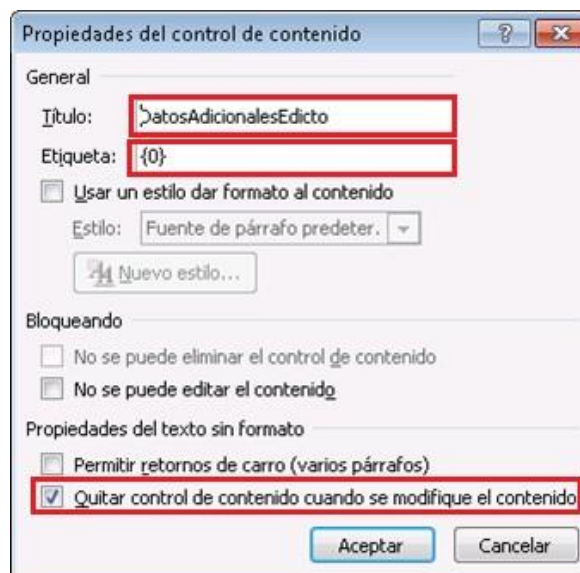 Propiedades del control de contenido
General
Título: DatosAdicionalesEdicto
Etiqueta: {0}
Usar un estilo dar formato al contenido
Estilo: Fuente de párrafo predeter.
Nuevo estilo...
Bloqueando
No se puede eliminar el control de contenido
No se puede editar el contenido
Propiedades del texto sin formato
Permitir retornos de carro (varios párrafos)
Quitar control de contenido cuando se modifique el contenido
Aceptar Cancelar